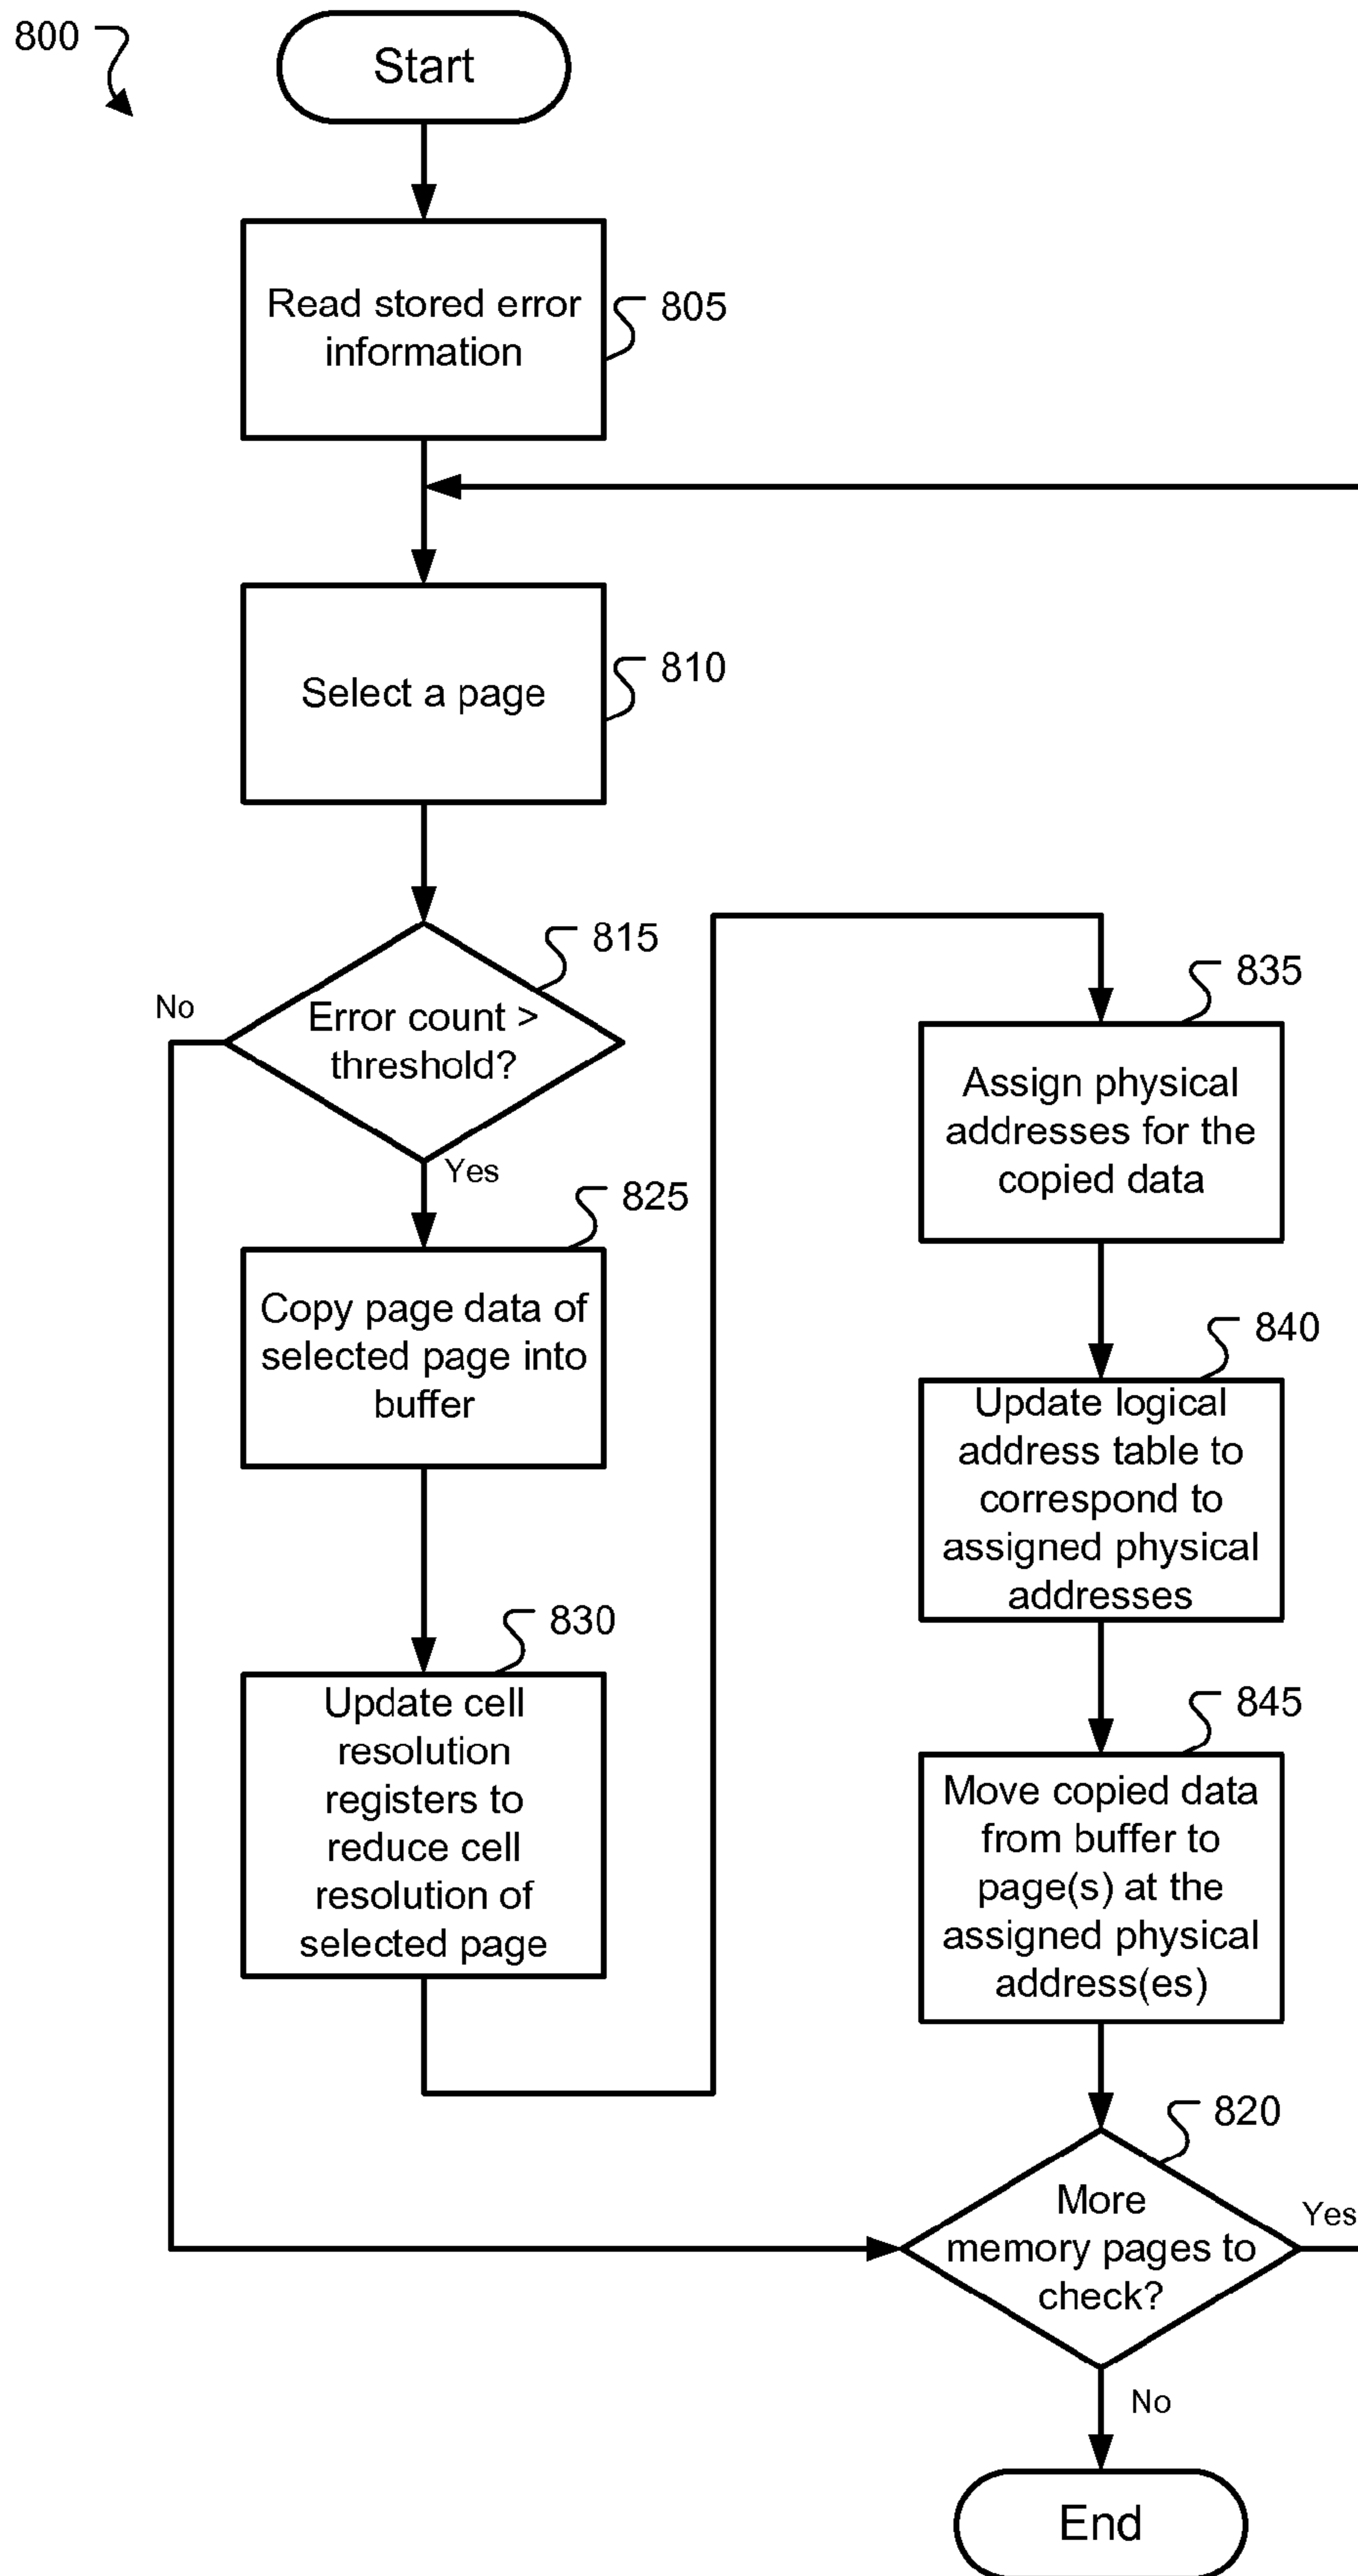 800
Start
Read stored error
information
805
Select a page
810
815
No
Error count >
threshold?
Yes
825
Copy page data of
selected page into
buffer
830
Update cell
resolution
registers to
reduce cell
resolution of
selected page
835
Assign physical
addresses for the
copied data
840
Update logical
address table to
correspond to
assigned physical
addresses
845
Move copied data
from buffer to
page(s) at the
assigned physical
address(es)
820
More
memory pages to
check?
Yes
No
End